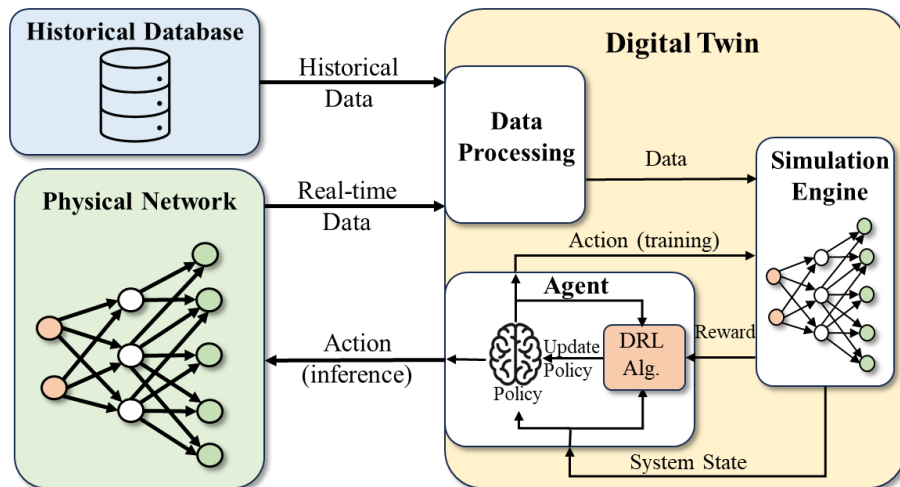 Historical Database
Historical
Data
Digital Twin
Data
Processing
Data
Simulation
Engine
Physical Network
Real-time
Data
Action (training)
Agent
Action
(inference)
Policy
Update
Policy
DRL
Alg.
Reward
System State